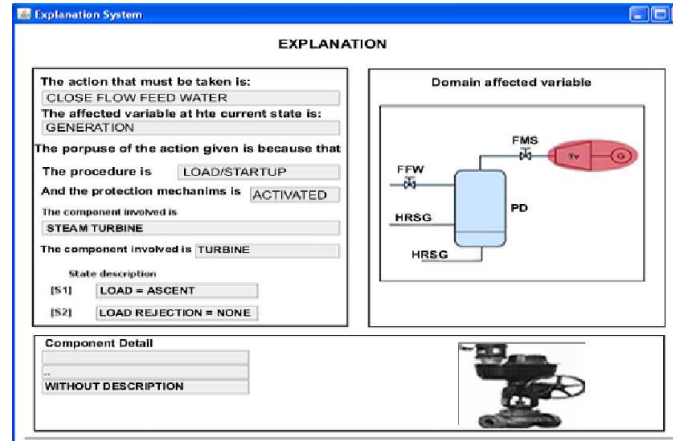 Explanation System
EXPLANATION
The action that must be taken is:
CLOSE FLOW FEED WATER
The affected variable at hte current state is:
GENERATION
The porpuse of the action given is because that
The procedure is LOAD/STARTUP
And the protection mechanims is ACTIVATED
The component involved is
STEAM TURBINE
The component involved is TURBINE
State description
[S1] LOAD = ASCENT
[S2] LOAD REJECTION = NONE
Domain affected variable
FMS
Tv
G
FFW
PD
HRSG
HRSG
Component Detail
..
WITHOUT DESCRIPTION